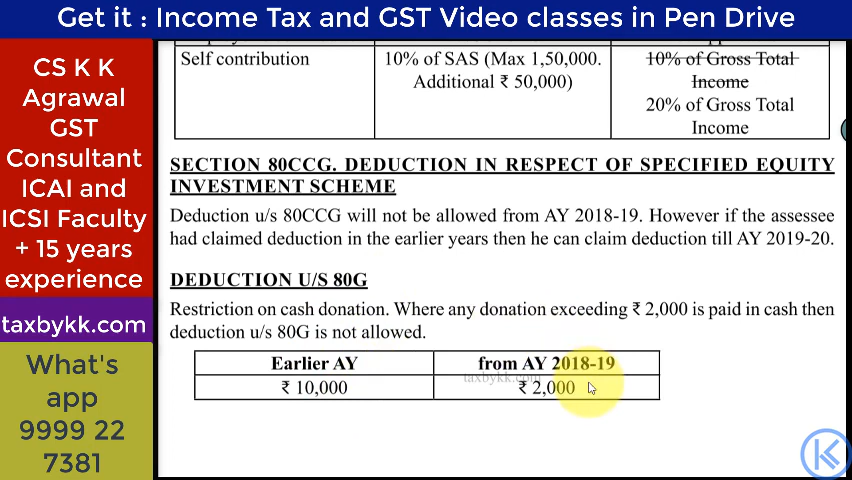 Get it : Income Tax and GST Video classes in Pen Drive
CS K K
Agrawal
GST
Consultant
ICAI and
ICSI Faculty
+ 15 years
experience
taxbykk.com
What's
app
9999 22
7381
Self contribution
10% of SAS (Max 1,50,000.
Additional ₹ 50,000)
10% of Gross Total
Income
20% of Gross Total
Income
SECTION 80CCG. DEDUCTION IN RESPECT OF SPECIFIED EQUITY
INVESTMENT SCHEME
Deduction u/s 80CCG will not be allowed from AY 2018-19. However if the assessee
had claimed deduction in the earlier years then he can claim deduction till AY 2019-20.
DEDUCTION U/S 80G
Restriction on cash donation. Where any donation exceeding ₹ 2,000 is paid in cash then
deduction u/s 80G is not allowed.
Earlier AY from AY 2018-19
taxbykk.com
₹ 10,000 ₹ 2,000